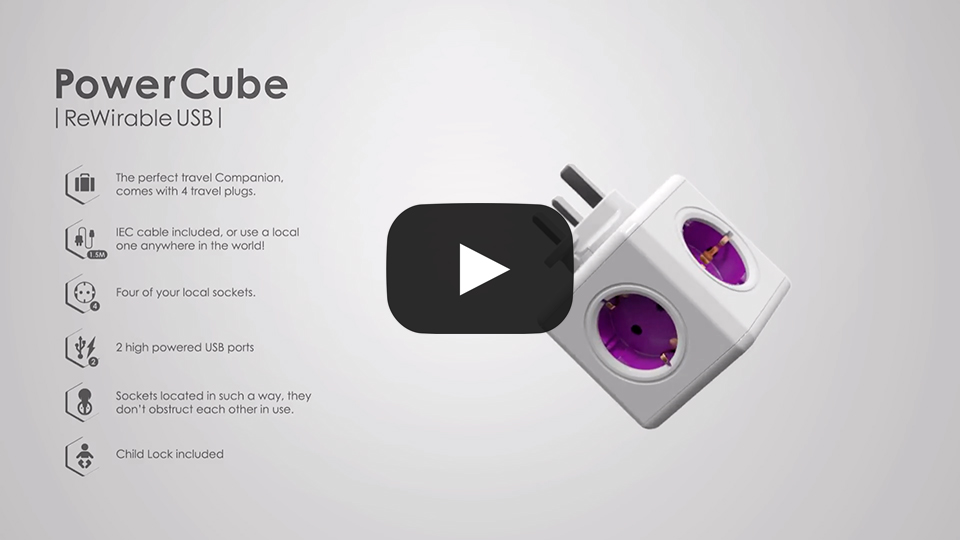 PowerCube
|ReWirable USB|
The perfect travel Companion,
comes with 4 travel plugs.
IEC cable included, or use a local
one anywhere in the world!
1.5M
Four of your local sockets.
4
2 high powered USB ports
2
Sockets located in such a way, they
don't obstruct each other in use.
Child Lock included